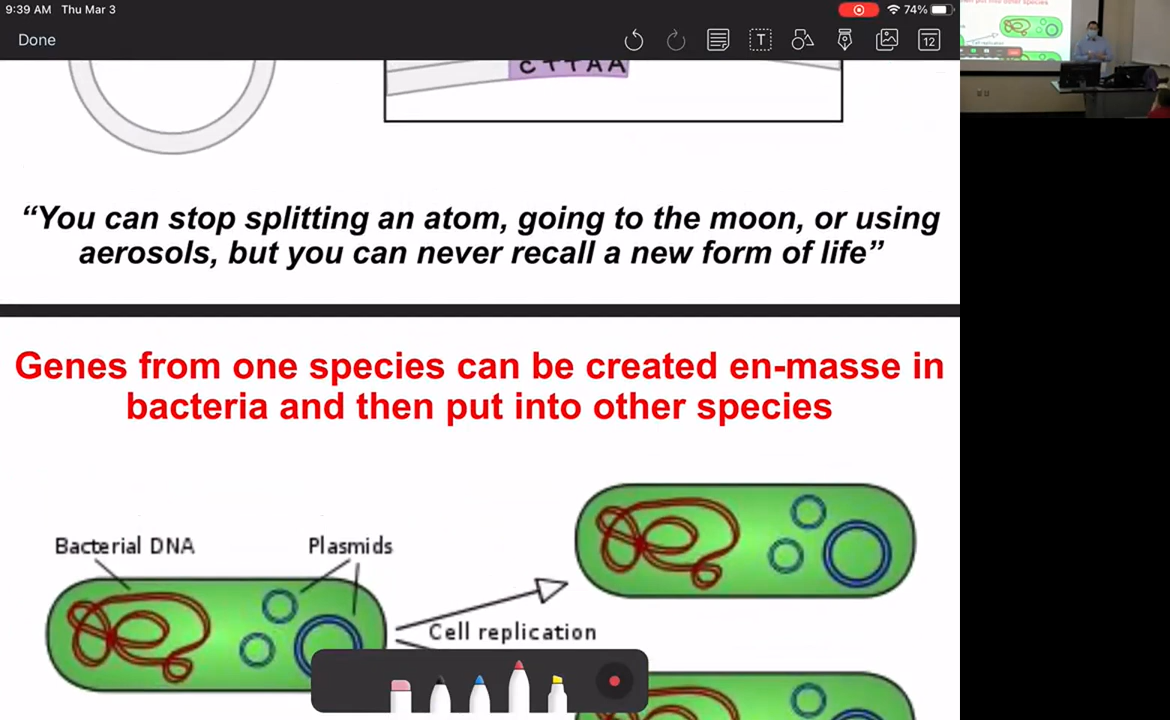 9:39 AM Thu Mar 3
74%
Done
T
12
CTTAA
“You can stop splitting an atom, going to the moon, or using
aerosols, but you can never recall a new form of life”
Genes from one species can be created en-masse in
bacteria and then put into other species
Bacterial DNA
Plasmids
Cell replication